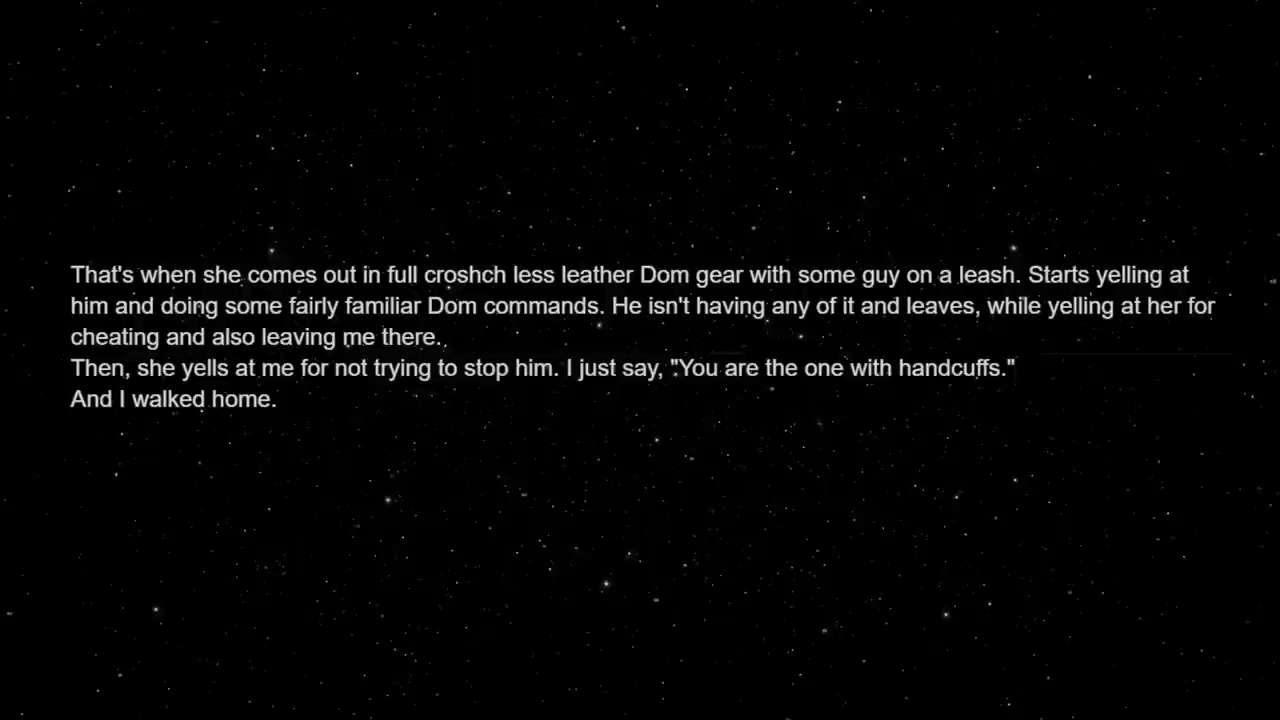 That's when she comes out in full croshch less leather Dom gear with some guy on a leash. Starts yelling at
him and doing some fairly familiar Dom commands. He isn't having any of it and leaves, while yelling at her for
cheating and also leaving me there.
Then, she yells at me for not trying to stop him. I just say, "You are the one with handcuffs."
And I walked home.